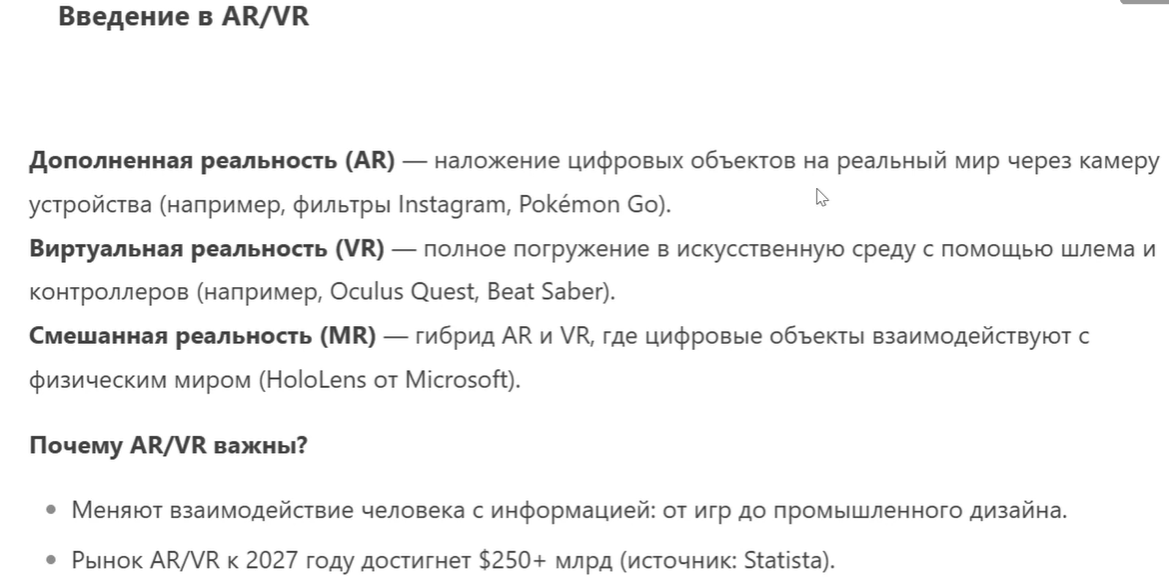 Введение в AR/VR
Дополненная реальность (AR) — наложение цифровых объектов на реальный мир через камеру
устройства (например, фильтры Instagram, Pokémon Go).
Виртуальная реальность (VR) — полное погружение в искусственную среду с помощью шлема и
контроллеров (например, Oculus Quest, Beat Saber).
Смешанная реальность (MR) — гибрид AR и VR, где цифровые объекты взаимодействуют с
физическим миром (HoloLens от Microsoft).
Почему AR/VR важны?
• Меняют взаимодействие человека с информацией: от игр до промышленного дизайна.
• Рынок AR/VR к 2027 году достигнет $250+ млрд (источник: Statista).